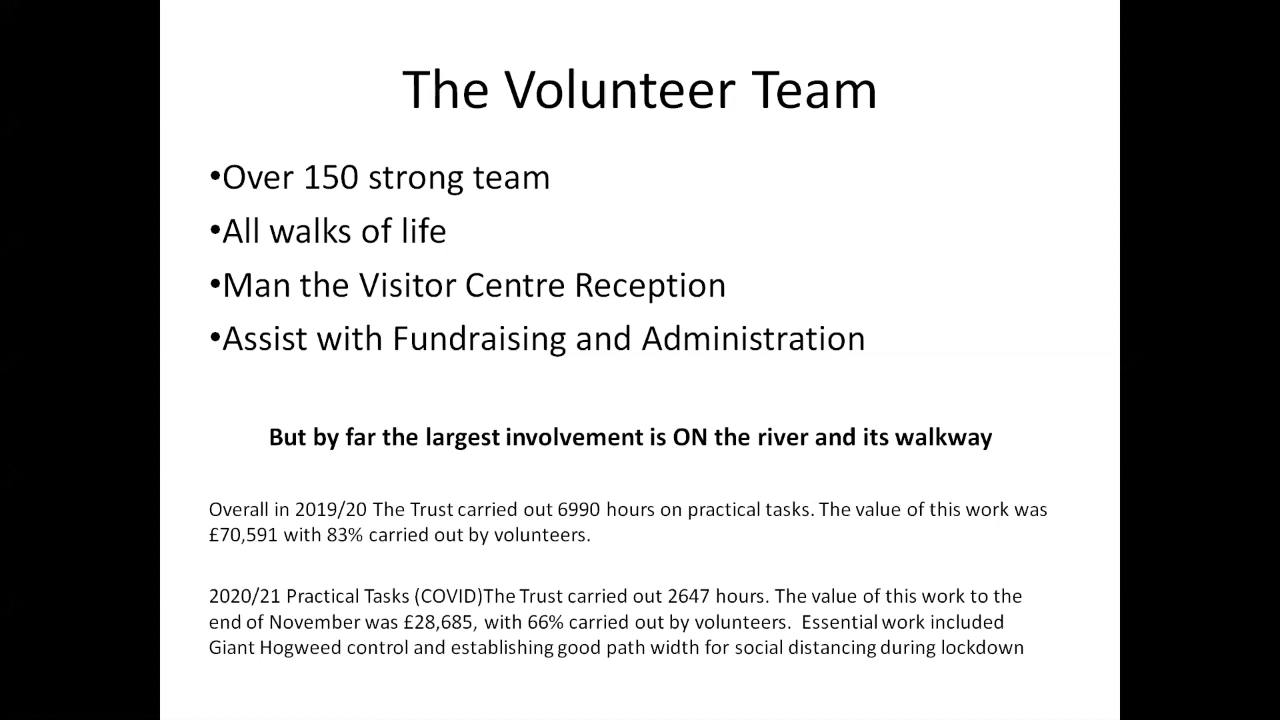 The Volunteer Team
•Over 150 strong team
•All walks of life
•Man the Visitor Centre Reception
•Assist with Fundraising and Administration
But by far the largest involvement is ON the river and its walkway
Overall in 2019/20 The Trust carried out 6990 hours on practical tasks. The value of this work was
£70,591 with 83% carried out by volunteers.
2020/21 Practical Tasks (COVID)The Trust carried out 2647 hours. The value of this work to the
end of November was £28,685, with 66% carried out by volunteers.  Essential work included
Giant Hogweed control and establishing good path width for social distancing during lockdown